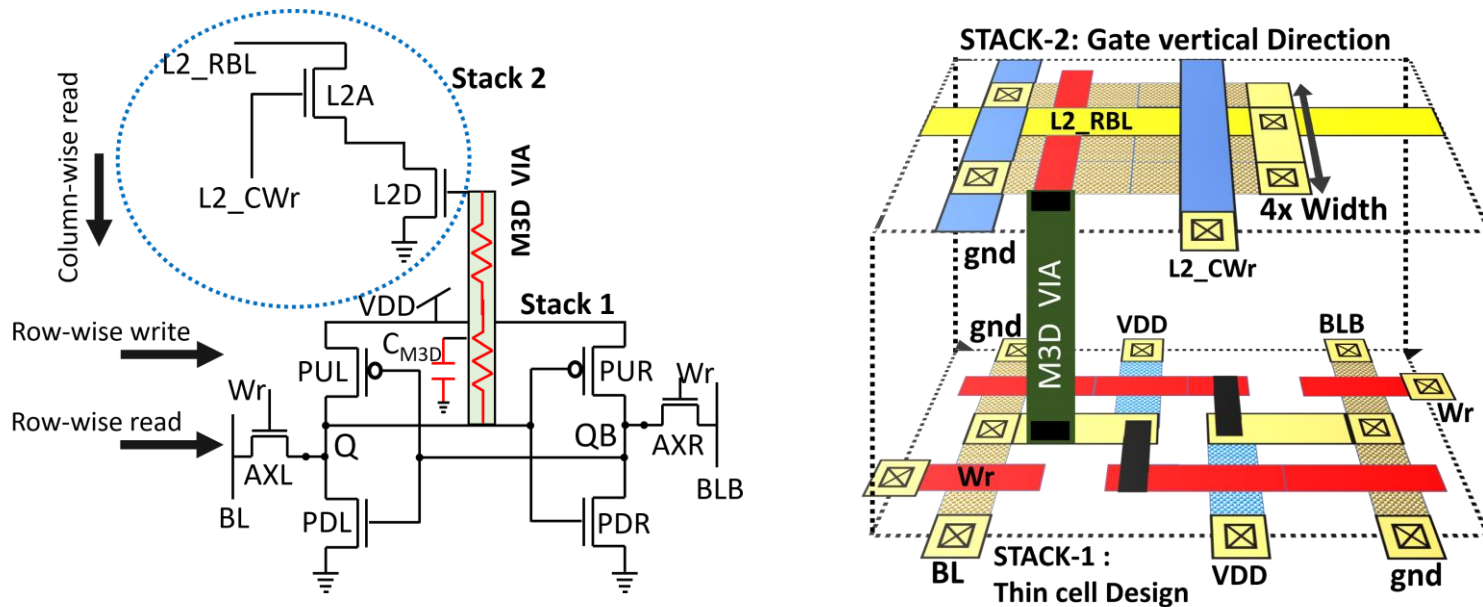 L2_RBL
L2A
Stack 2
L2_CWr
L2D
Column-wise read
M3D VIA
VDD
Stack 1
Row-wise write
CM3D
PUL
PUR
Wr
Wr
Row-wise read
Q
QB
AXL
AXR
BL
BLB
PDL
PDR
STACK-2: Gate vertical Direction
L2_RBL
4x Width
gnd
L2_CWr
M3D VIA
gnd
VDD
BLB
Wr
Wr
BL
STACK-1 :
Thin cell Design
VDD
gnd